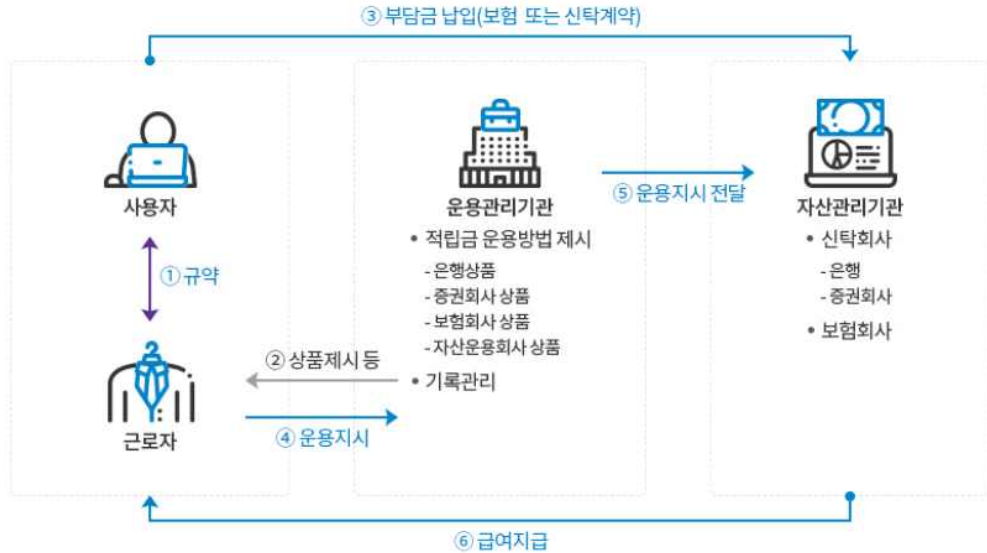 ③ 부담금 납입(보험 또는 신탁계약)
사용자
① 규약
근로자
② 상품제시 등
④ 운용지시
운용관리기관
• 적립금 운용방법 제시
- 은행상품
- 증권회사 상품
- 보험회사 상품
- 자산운용회사 상품
• 기록관리
⑤ 운용지시 전달
자산관리기관
• 신탁회사
- 은행
- 증권회사
• 보험회사
⑥ 급여지급